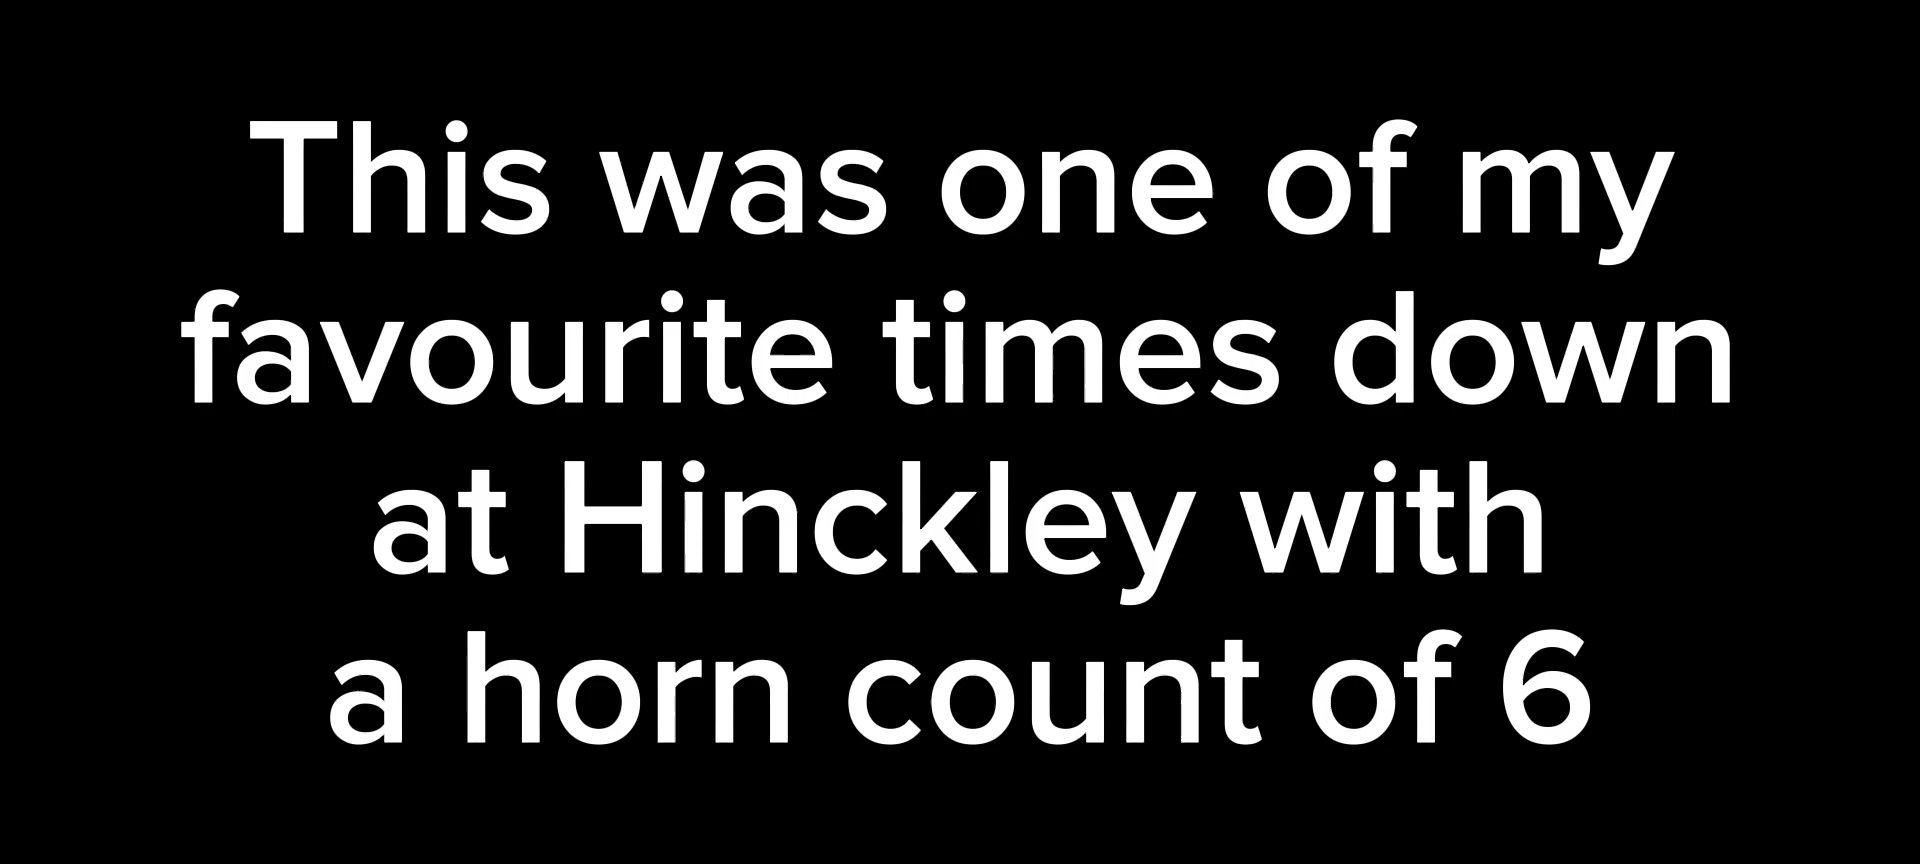 This was one of my
favourite times down
at Hinckley with
a horn count of 6